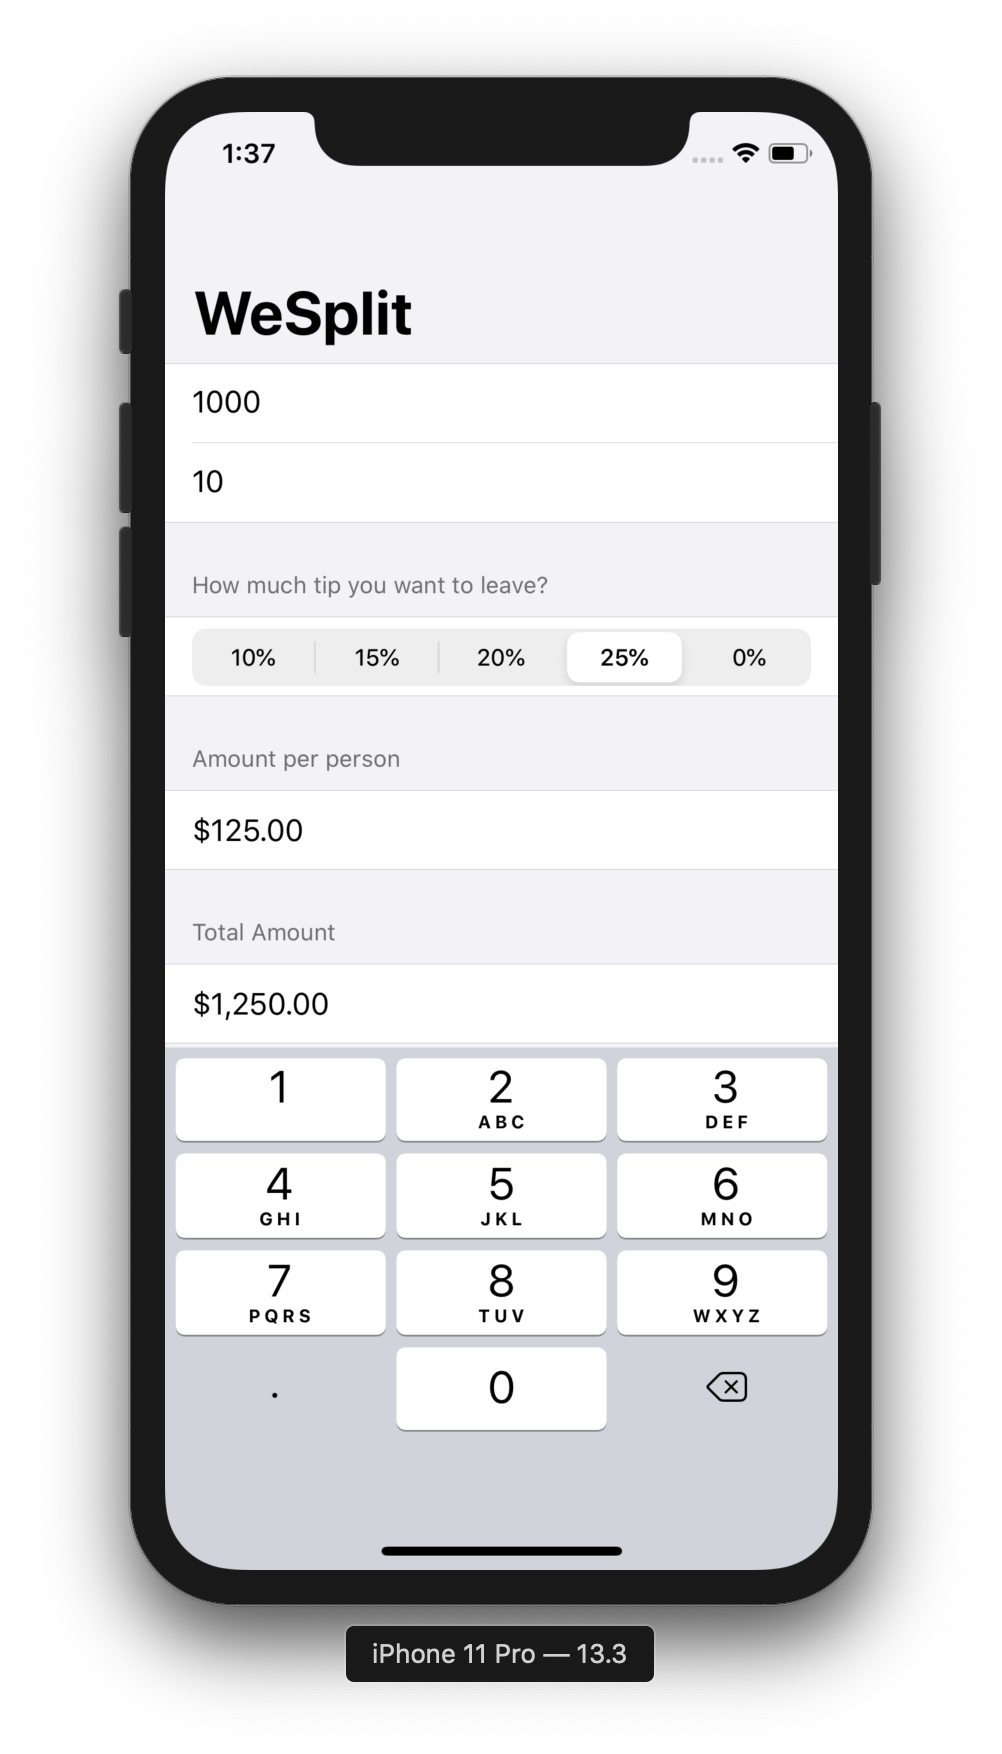 1:37
WeSplit
1000
10
How much tip you want to leave?
10% 15% 20% 25% 0%
Amount per person
$125.00
Total Amount
$1,250.00
1 2 3
ABC DEF
4 5 6
GHI JKL MNO
7 8 9
PQRS TUV WXYZ
. 0
iPhone 11 Pro — 13.3